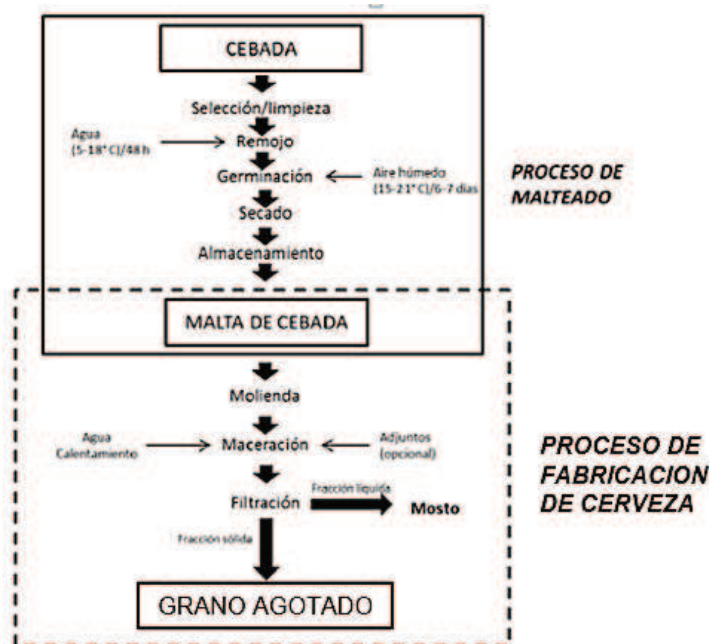 CEBADA
Selección/limpieza
Agua
(5-18°C)/48 h
Remojo
Germinación
Aire húmedo
(15-21°C)/6-7 dias
PROCESO DE
MALTEADO
Secado
Almacenamiento
MALTA DE CEBADA
Molienda
Agua
Calentamiento
Maceración
Adjuntos
(opcional)
PROCESO DE
FABRICACION
DE CERVEZA
Filtración
Fracción líquida
Mosto
Fracción sólida
GRANO AGOTADO